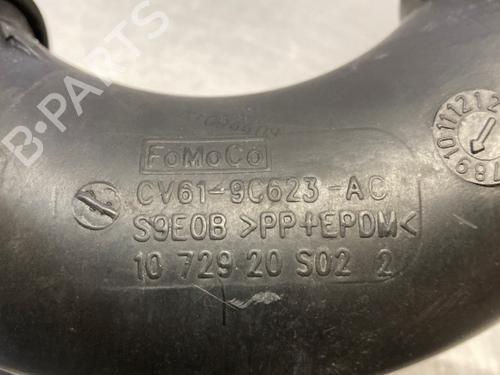 B-PARTS
FoMoCo
CV61-9C623-AC
S9E0B >PP+EPDM<
10 729 20 S02 2